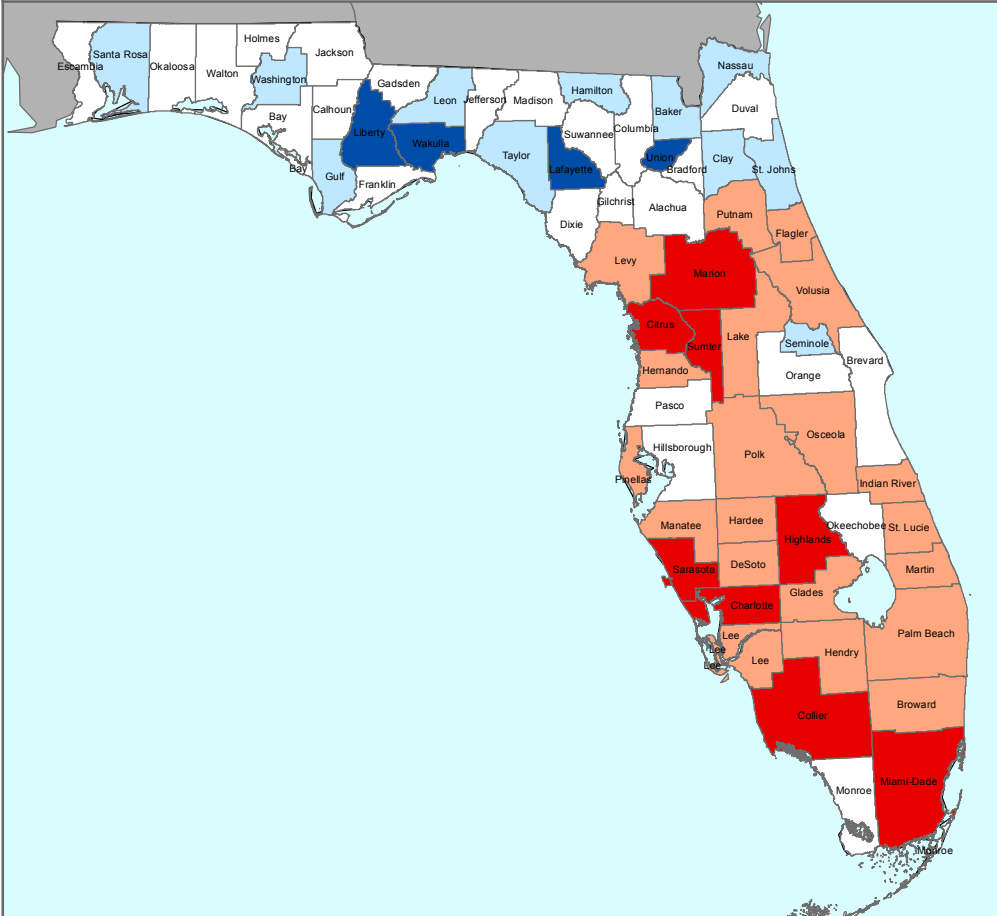 Holmes
Jackson
Santa Rosa
Escambia
Okaloosa
Walton
Washington
Nassau
Gadsden
Hamilton
Leon
Jefferson
Madison
Baker
Duval
Calhoun
Bay
Liberty
Suwannee
Columbia
Wakulla
Taylor
Union
Clay
Lafayette
Bradford
St. Johns
Bay
Gulf
Franklin
Gilchrist
Alachua
Dixie
Putnam
Flagler
Levy
Marion
Volusia
Citrus
Lake
Sumter
Seminole
Brevard
Hernando
Orange
Pasco
Osceola
Hillsborough
Polk
Pinellas
Indian River
Manatee
Hardee
Okeechobee
St. Lucie
Highlands
DeSoto
Sarasota
Martin
Glades
Charlotte
Lee
Palm Beach
Lee
Hendry
Lee
Lee
Broward
Collier
Miami-Dade
Monroe
Monroe